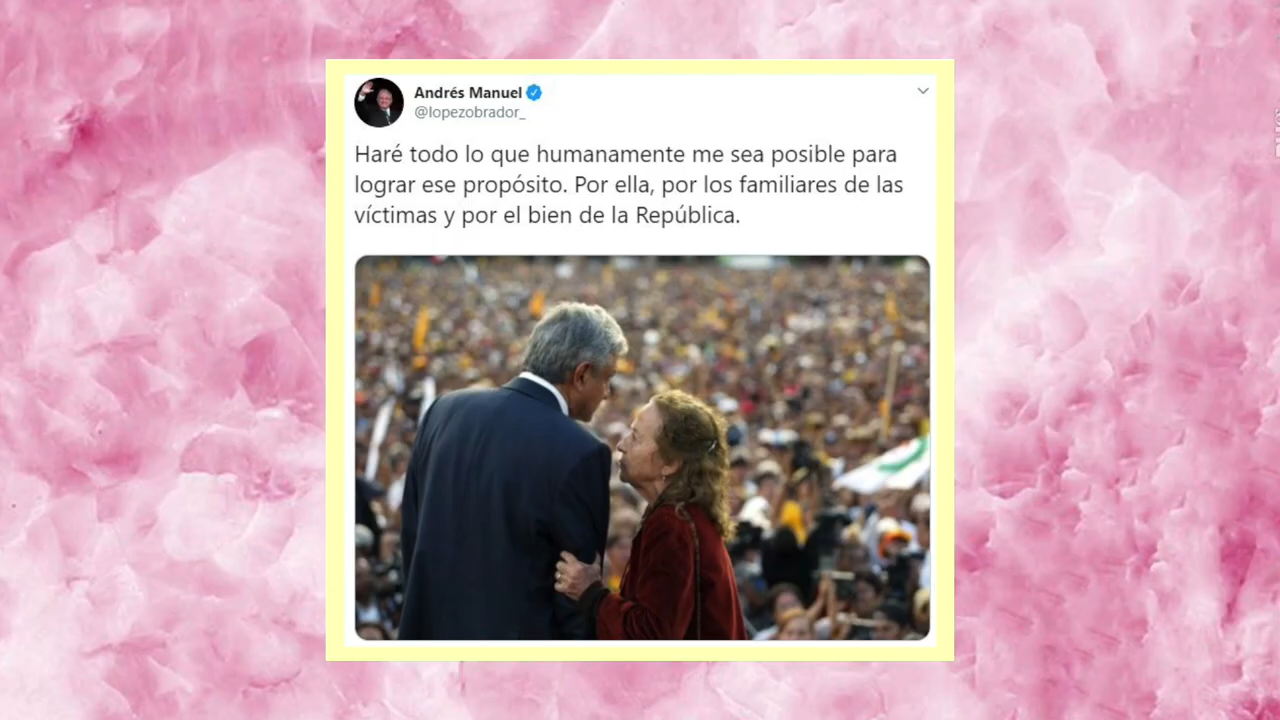 Andrés Manuel
@lopezobrador_
Haré todo lo que humanamente me sea posible para
lograr ese propósito. Por ella, por los familiares de las
víctimas y por el bien de la República.